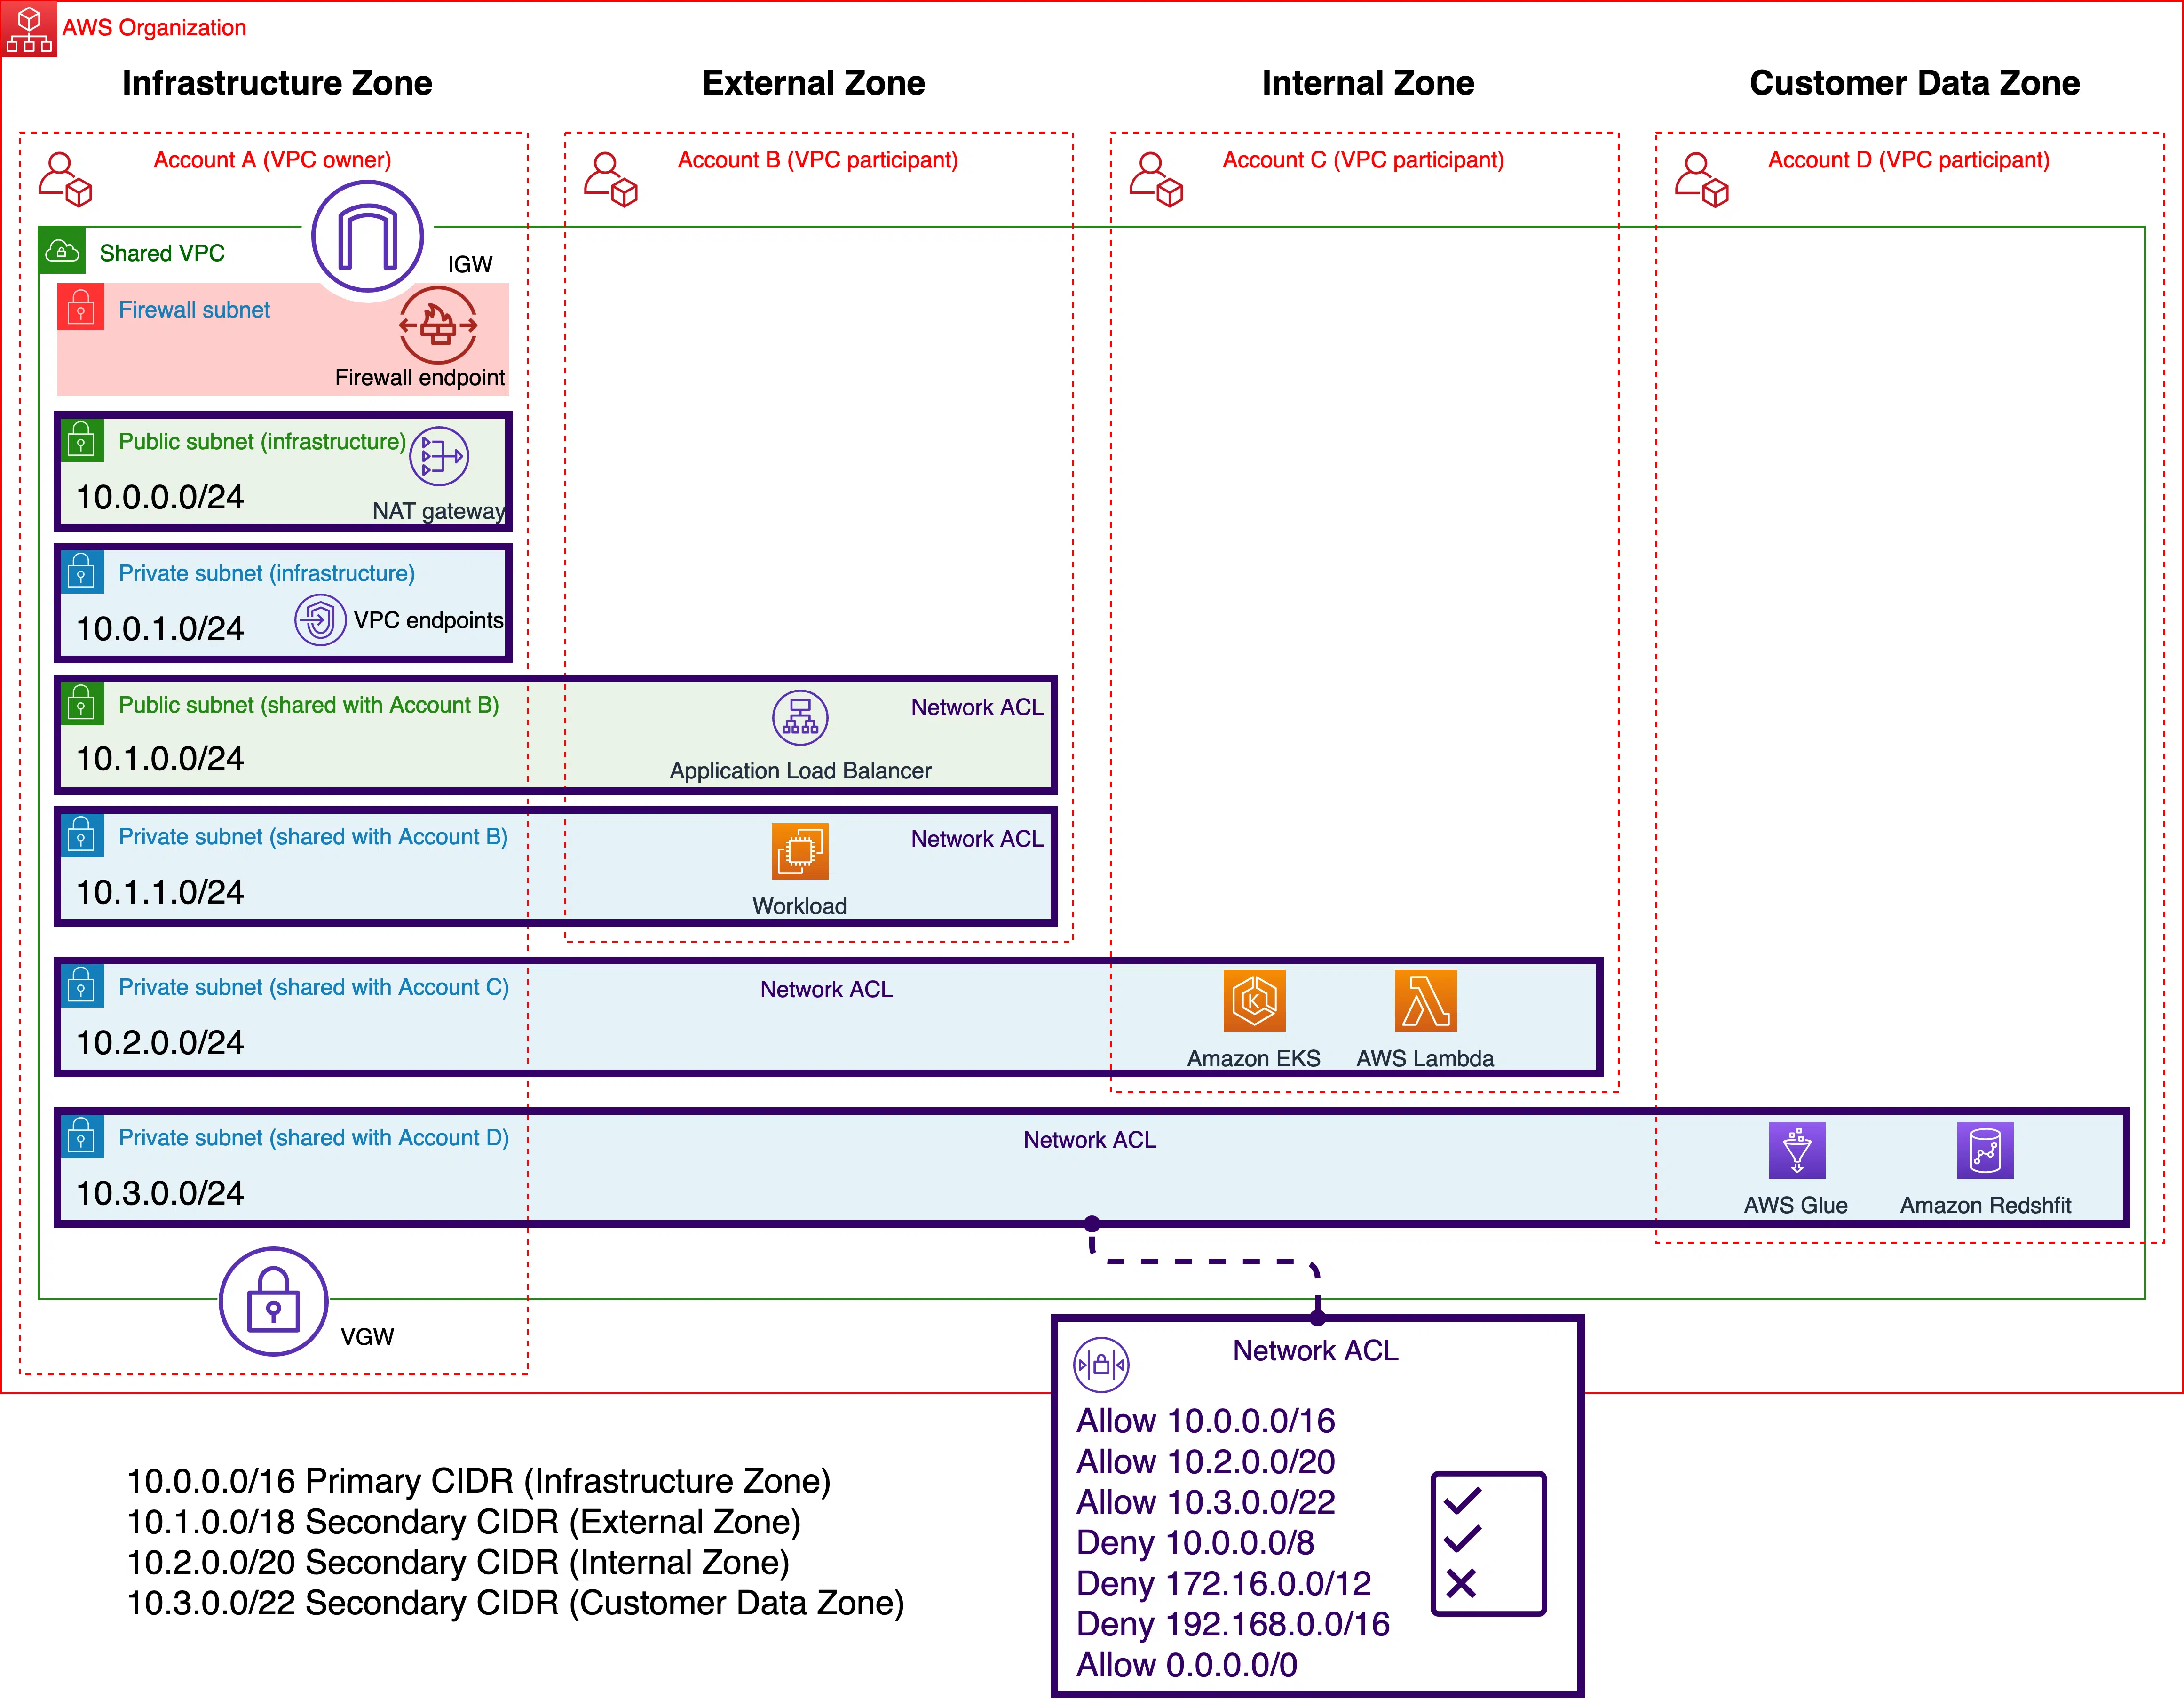 AWS Organization
Infrastructure Zone
External Zone
Internal Zone
Customer Data Zone
Account A (VPC owner)
Account B (VPC participant)
Account C (VPC participant)
Account D (VPC participant)
Shared VPC
IGW
Firewall subnet
Firewall endpoint
Public subnet (infrastructure)
10.0.0.0/24
NAT gateway
Private subnet (infrastructure)
10.0.1.0/24
VPC endpoints
Public subnet (shared with Account B)
Network ACL
10.1.0.0/24
Application Load Balancer
Private subnet (shared with Account B)
Network ACL
10.1.1.0/24
Workload
Private subnet (shared with Account C)
Network ACL
10.2.0.0/24
Amazon EKS
AWS Lambda
Private subnet (shared with Account D)
Network ACL
10.3.0.0/24
AWS Glue
Amazon Redshfit
VGW
Network ACL
Allow 10.0.0.0/16
Allow 10.2.0.0/20
Allow 10.3.0.0/22
Deny 10.0.0.0/8
Deny 172.16.0.0/12
Deny 192.168.0.0/16
Allow 0.0.0.0/0
10.0.0.0/16 Primary CIDR (Infrastructure Zone)
10.1.0.0/18 Secondary CIDR (External Zone)
10.2.0.0/20 Secondary CIDR (Internal Zone)
10.3.0.0/22 Secondary CIDR (Customer Data Zone)